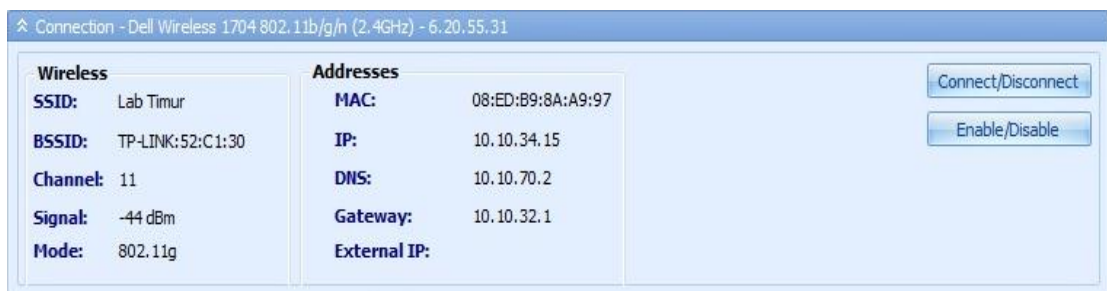 Connection - Dell Wireless 1704 802.11b/g/n (2.4GHz) - 6.20.55.31
Wireless
SSID: Lab Timur
BSSID: TP-LINK:52:C1:30
Channel: 11
Signal: -44 dBm
Mode: 802.11g
Addresses
MAC: 08:ED:B9:8A:A9:97
IP: 10.10.34.15
DNS: 10.10.70.2
Gateway: 10.10.32.1
External IP:
Connect/Disconnect
Enable/Disable